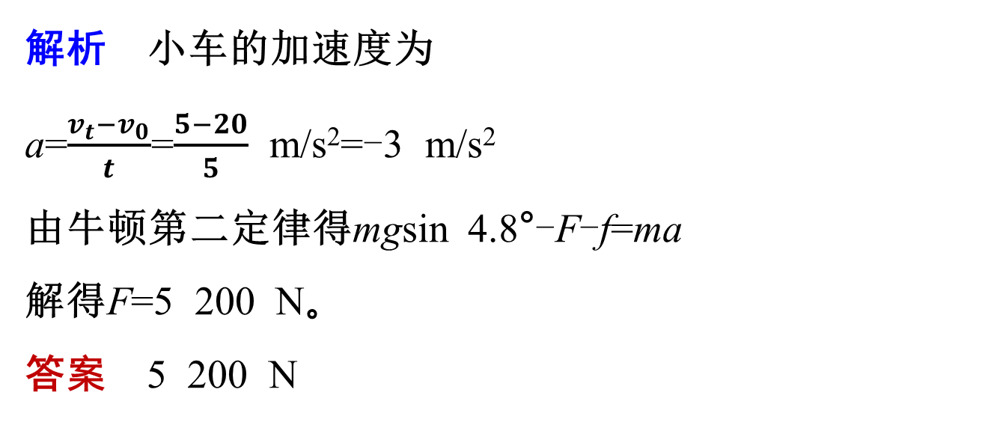 解析 小车的加速度为
a=\frac{v_t−v_0}{t}=\frac{5−20}{5} m/s²=−3 m/s²
由牛顿第二定律得mgsin 4.8°−F−f=ma
解得F=5 200 N。
答案 5 200 N